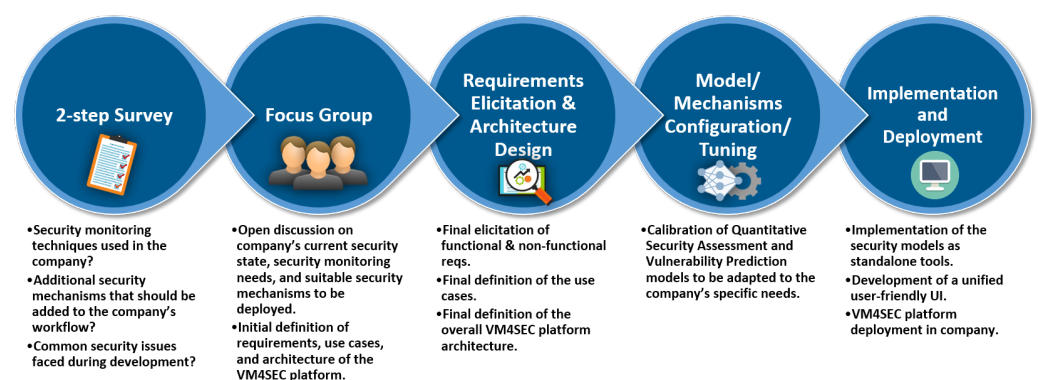 2-step Survey
Focus Group
Requirements
Elicitation &
Architecture
Design
Model/
Mechanisms
Configuration/
Tuning
Implementation
and
Deployment
•Security monitoring
techniques used in the
company?
•Additional security
mechanisms that should be
added to the company's
workflow?
•Common security issues
faced during development?
•Open discussion on
company's current security
state, security monitoring
needs, and suitable security
mechanisms to be
deployed.
•Initial definition of
requirements, use cases,
and architecture of the
VM4SEC platform.
•Final elicitation of
functional & non-functional
reqs.
•Final definition of the use
cases.
•Final definition of the
overall VM4SEC platform
architecture.
•Calibration of Quantitative
Security Assessment and
Vulnerability Prediction
models to be adapted to the
company's specific needs.
•Implementation of the
security models as
standalone tools.
•Development of a unified
user-friendly UI.
•VM4SEC platform
deployment in company.